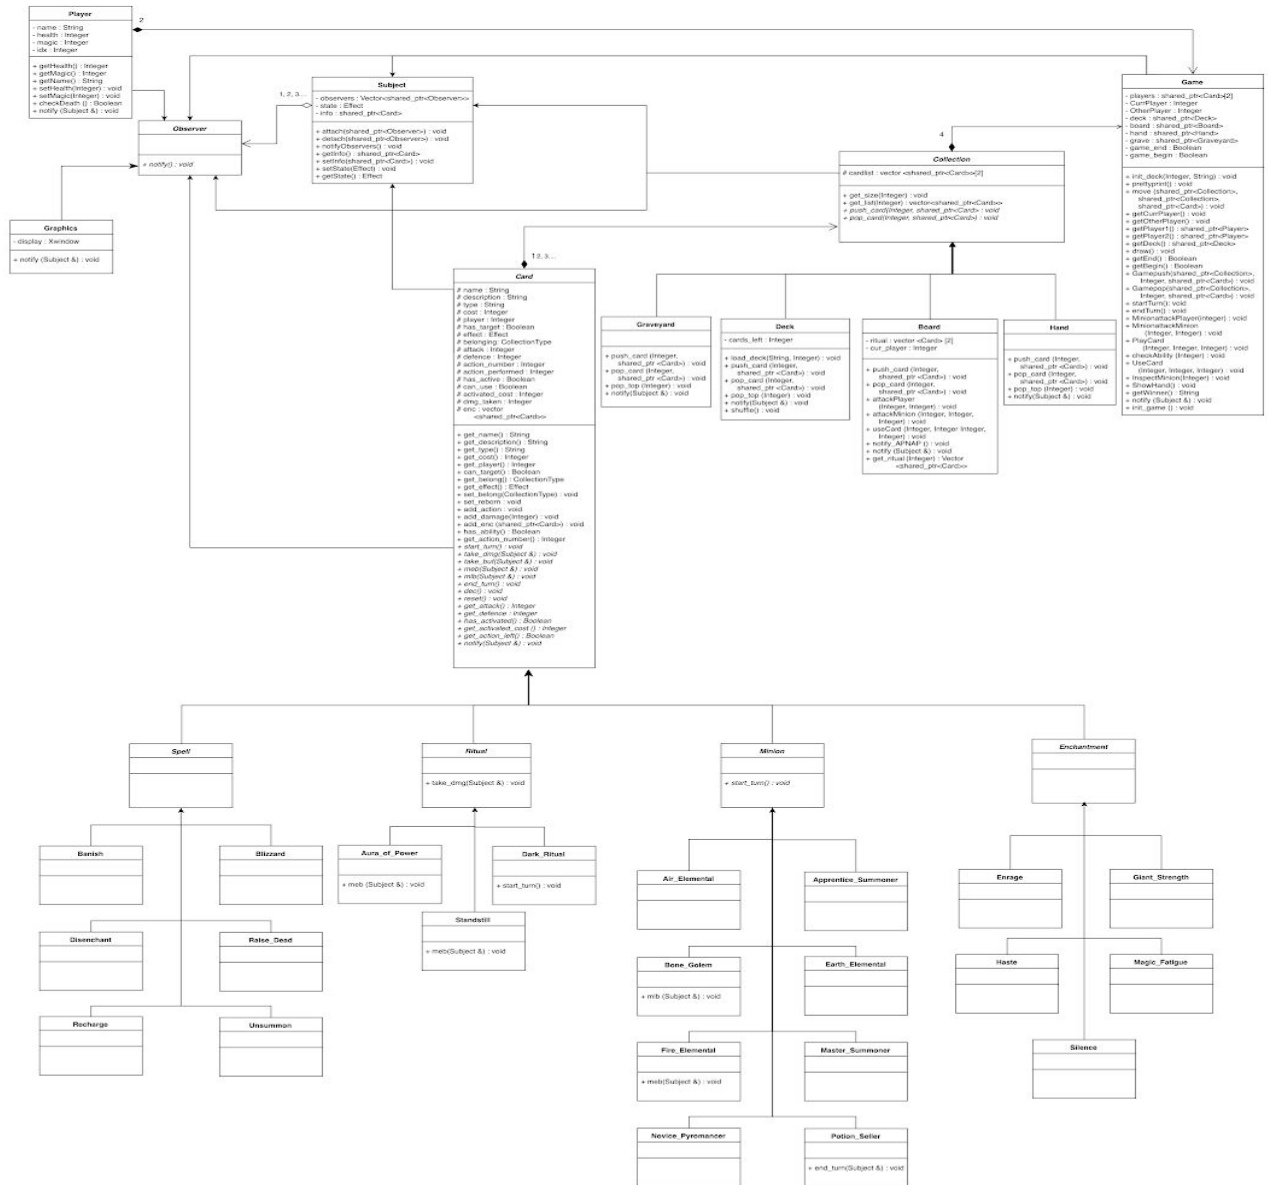 Player
- name : String
- health : Integer
- magic : Integer
- idx : Integer
+ getHealth() : Integer
+ getMagic() : Integer
+ getName() : String
+ setHealth(Integer) : void
+ setMagic(Integer) : void
+ checkDeath () : Boolean
+ notify (Subject &) : void
2
Observer
+ notify() : void
Graphics
- display : Xwindow
+ notify (Subject &) : void
1, 2, 3...
Subject
- observers : Vector<shared_ptr<Observer>>
- state : Effect
- info : shared_ptr<Card>
+ attach(shared_ptr<Observer>) : void
+ detach(shared_ptr<Observer>) : void
+ notifyObservers() : void
+ getInfo() : shared_ptr<Card>
+ setInfo(shared_ptr<Card>) : void
+ setState(Effect) : void
+ getState() : Effect
4
Collection
# cardlist : vector <shared_ptr<Card>>[2]
+ get_size(Integer) : void
+ get_list(Integer) : vector<shared_ptr<Card>>
+ push_card(Integer, shared_ptr<Card> : void
+ pop_card(Integer, shared_ptr<Card>) : void
Game
- players : shared_ptr<Card>[2]
- CurrPlayer : Integer
- OtherPlayer : Integer
- deck : shared_ptr<Deck>
- board : shared_ptr<Board>
- hand : shared_ptr<Hand>
- grave : shared_ptr<Graveyard>
- game_end : Boolean
- game_begin : Boolean
+ init_deck(Integer, String) : void
+ prettyprint() : void
+ move (shared_ptr<Collection>,
shared_ptr<Collection>,
shared_ptr<Card>) : void
+ getCurrPlayer() : void
+ getOtherPlayer() : void
+ getPlayer1() : shared_ptr<Player>
+ getPlayer2() : shared_ptr<Player>
+ getDeck() : shared_ptr<Deck>
+ draw() : void
+ getEnd() : Boolean
+ getBegin() : Boolean
+ Gamepush(shared_ptr<Collection>,
Integer, shared_ptr<Card>) : void
+ Gamepop(shared_ptr<Collection>,
Integer, shared_ptr<Card>) : void
+ startTurn(): void
+ endTurn() : void
+ MinionattackPlayer(Integer) : void
+ MinionattackMinion
(Integer, Integer) : void
+ PlayCard
(Integer, Integer, Integer) : void
+ checkAbility (Integer) : void
+ UseCard
(Integer, Integer, Integer) : void
+ InspectMinion(Integer) : void
+ ShowHand() : void
+ getWinner() : String
+ notify (Subject &) : void
+ init_game () : void
1 2, 3...
Card
# name : String
# description : String
# type : String
# cost : Integer
# player : Integer
# has_target : Boolean
# effect : Effect
# belonging: CollectionType
# attack : Integer
# defence : Integer
# action_number : Integer
# action_performed : Integer
# has_active : Boolean
# can_use : Boolean
# activated_cost : Integer
# dmg_taken : Integer
# enc : vector
<shared_ptr<Card>>
+ get_name() : String
+ get_description() : String
+ get_type() : String
+ get_cost() : Integer
+ get_player() : Integer
+ can_target() : Boolean
+ get_belong() : CollectionType
+ get_effect() : Effect
+ set_belong(CollectionType) : void
+ set_reborn : void
+ add_action : void
+ add_damage(Integer) : void
+ add_enc (shared_ptr<Card>) : void
+ has_ability() : Boolean
+ get_action_number() : Integer
+ start_turn() : void
+ take_dmg(Subject &) : void
+ take_buf(Subject &) : void
+ meb(Subject &) : void
+ mlb(Subject &) : void
+ end_turn() : void
+ dec() : void
+ reset() : void
+ get_attack() : Integer
+ get_defence : Integer
+ has_activated() : Boolean
+ get_activated_cost () : Integer
+ get_action_left() : Boolean
+ notify(Subject &) : void
Graveyard
+ push_card (Integer,
shared_ptr <Card>) : void
+ pop_card (Integer,
shared_ptr <Card>) : void
+ pop_top (Integer) : void
+ notify(Subject &) : void
Deck
- cards_left : Integer
+ load_deck(String, Integer) : void
+ push_card (Integer,
shared_ptr <Card>) : void
+ pop_card (Integer,
shared_ptr <Card>) : void
+ pop_top (Integer) : void
+ notify(Subject &) : void
+ shuffle() : void
Board
- ritual : vector <Card> [2]
- cur_player : Integer
+ push_card (Integer,
shared_ptr <Card>) : void
+ pop_card (Integer,
shared_ptr <Card>) : void
+ attackPlayer
(Integer, Integer) : void
+ attackMinion (Integer, Integer,
Integer) : void
+ useCard (Integer, Integer Integer,
Integer) : void
+ notify_APNAP () : void
+ notify (Subject &) : void
+ get_ritual (Integer) : Vector
<shared_ptr<Card>>
Hand
+ push_card (Integer,
shared_ptr <Card>) : void
+ pop_card (Integer,
shared_ptr <Card>) : void
+ pop_top (Integer) : void
+ notify(Subject &) : void
Spell
Ritual
+ take_dmg(Subject &) : void
Minion
+ start_turn() : void
Enchantment
Banish
Blizzard
Disenchant
Raise_Dead
Recharge
Unsummon
Aura_of_Power
+ meb (Subject &) : void
Dark_Ritual
+ start_turn() : void
Standstill
+ meb(Subject &) : void
Air_Elemental
Apprentice_Summoner
Bone_Golem
+ mlb (Subject &) : void
Earth_Elemental
Fire_Elemental
+ meb(Subject &) : void
Master_Summoner
Novice_Pyromancer
Potion_Seller
+ end_turn(Subject &) : void
Enrage
Giant_Strength
Haste
Magic_Fatigue
Silence